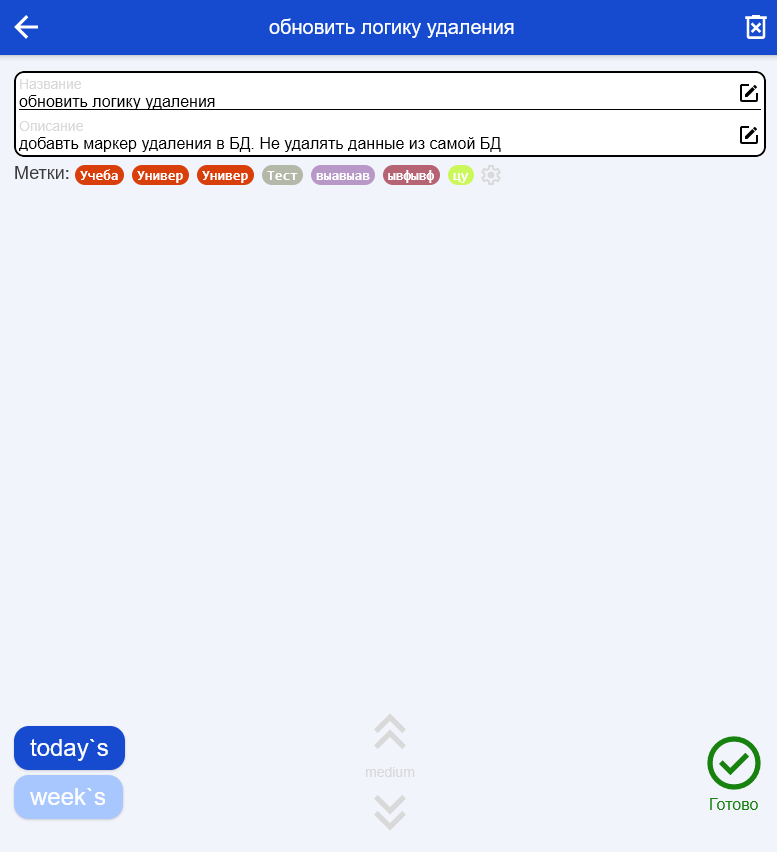 обновить логику удаления
Название
обновить логику удаления
Описание
добавть маркер удаления в БД. Не удалять данные из самой БД
Метки: Учеба Универ Универ Тест выавыав ывфывф цу
today`s
week`s
medium
Готово